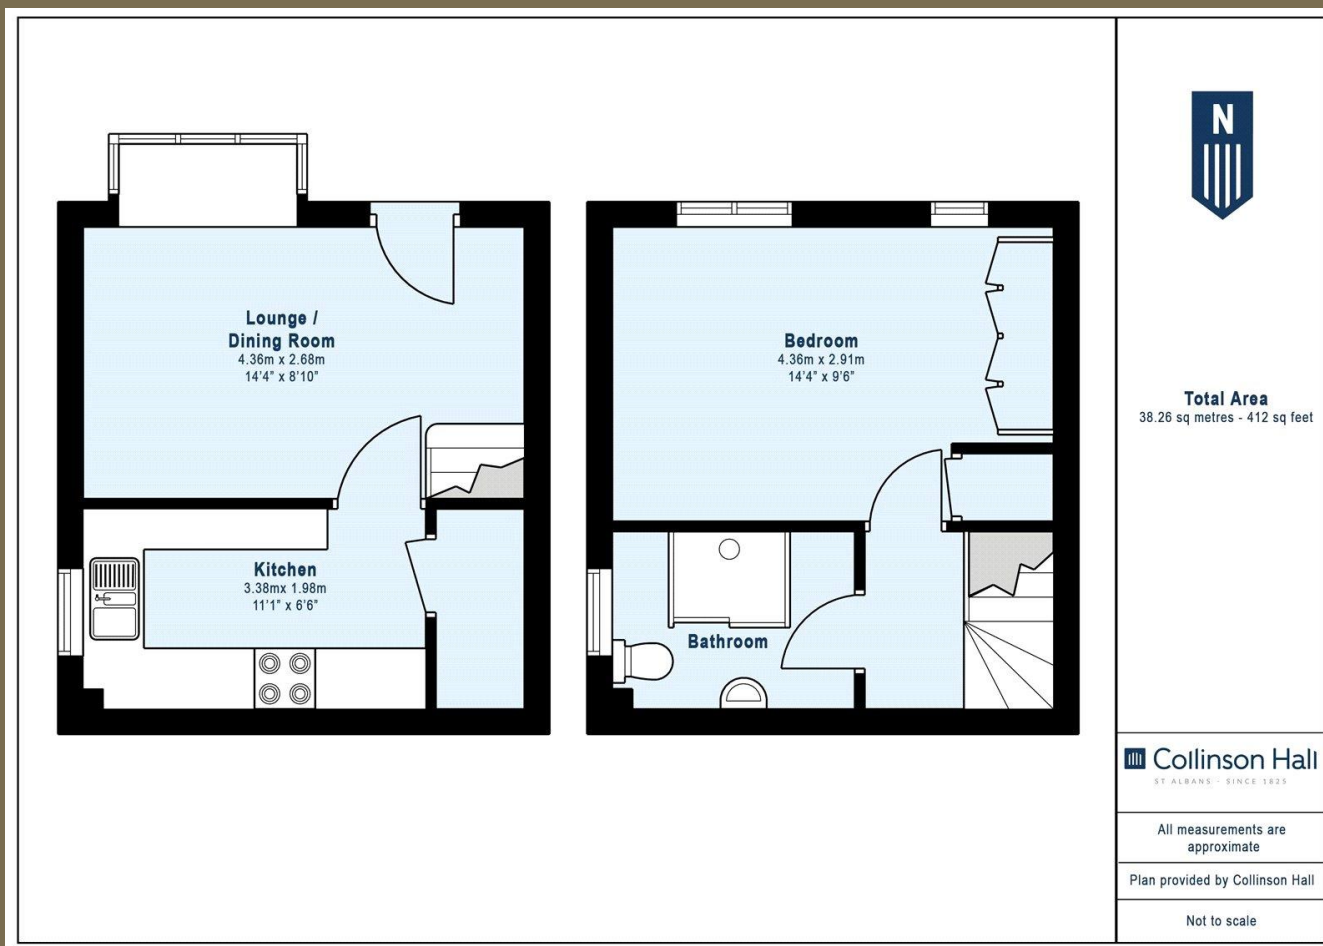 Lounge /
Dining Room
4.36m x 2.68m
14'4" x 8'10"
Kitchen
3.38mx 1.98m
11'1" x 6'6"
Bedroom
4.36m x 2.91m
14'4" x 9'6"
Bathroom
N
Total Area
38.26 sq metres - 412 sq feet
Collinson Hall
ST ALBANS · SINCE 1825
All measurements are
approximate
Plan provided by Collinson Hall
Not to scale